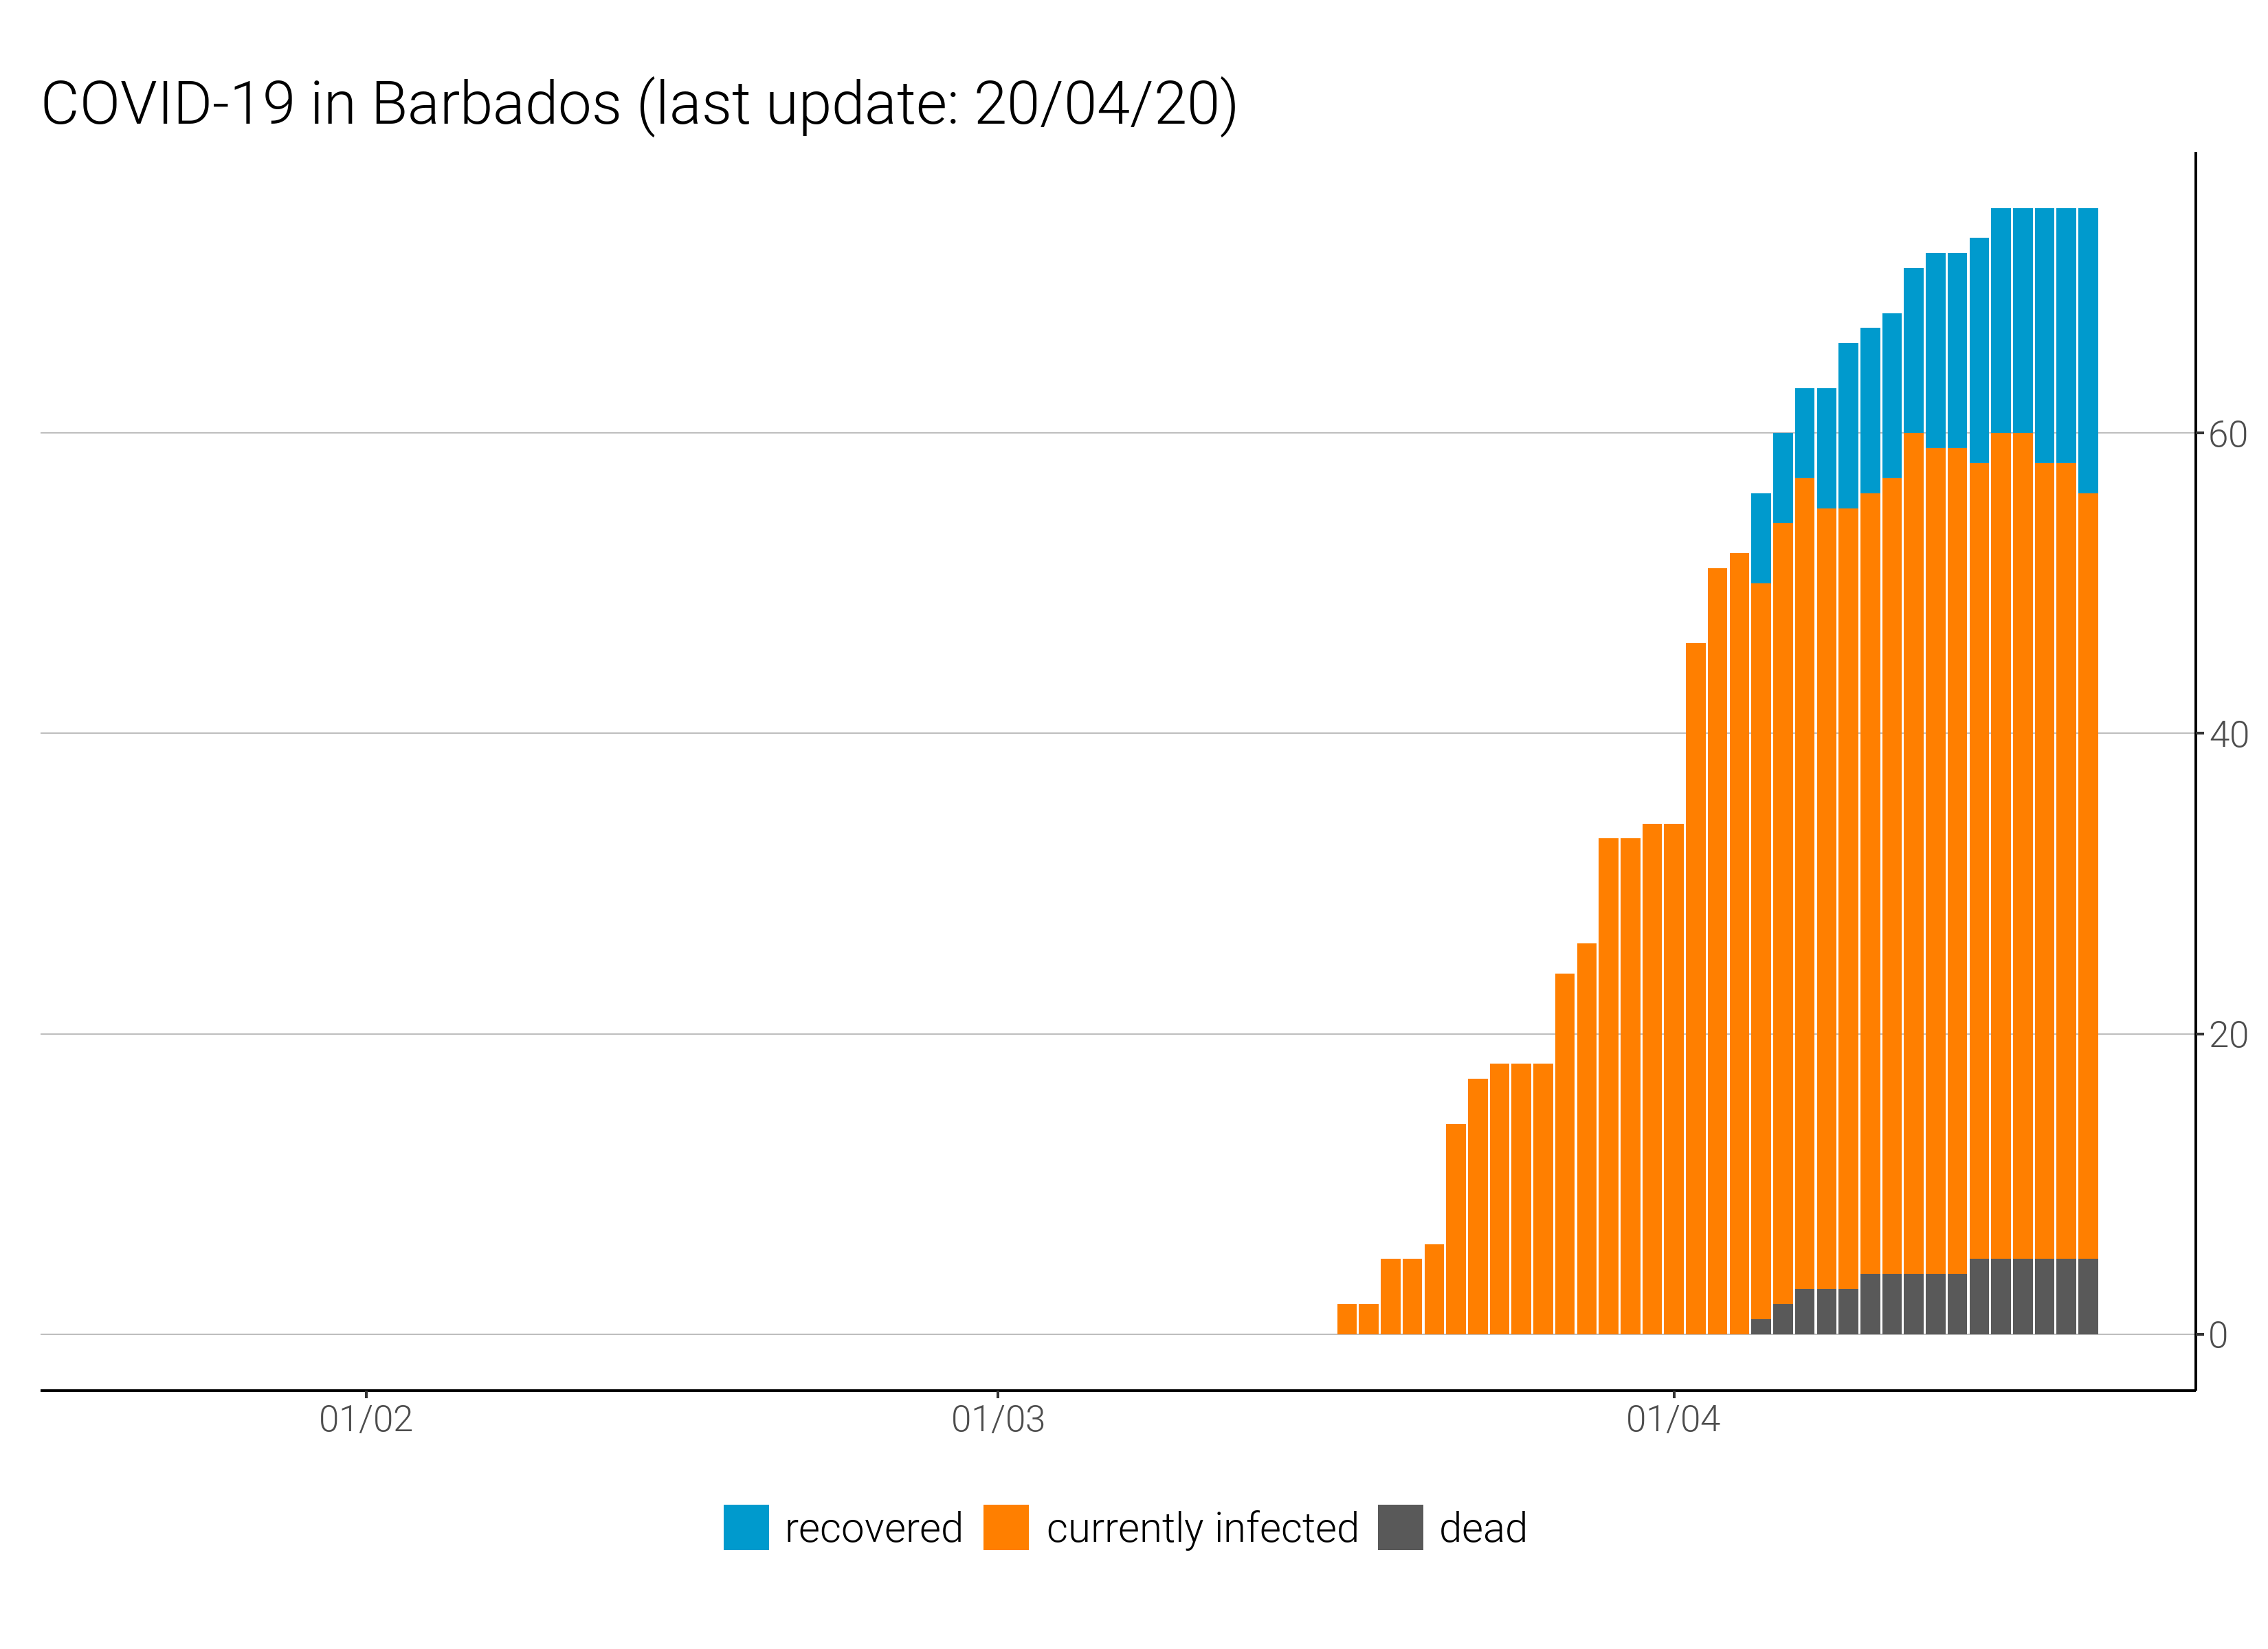 COVID-19 in Barbados (last update: 20/04/20)
60
40
20
0
01/02 01/03 01/04
recovered currently infected dead